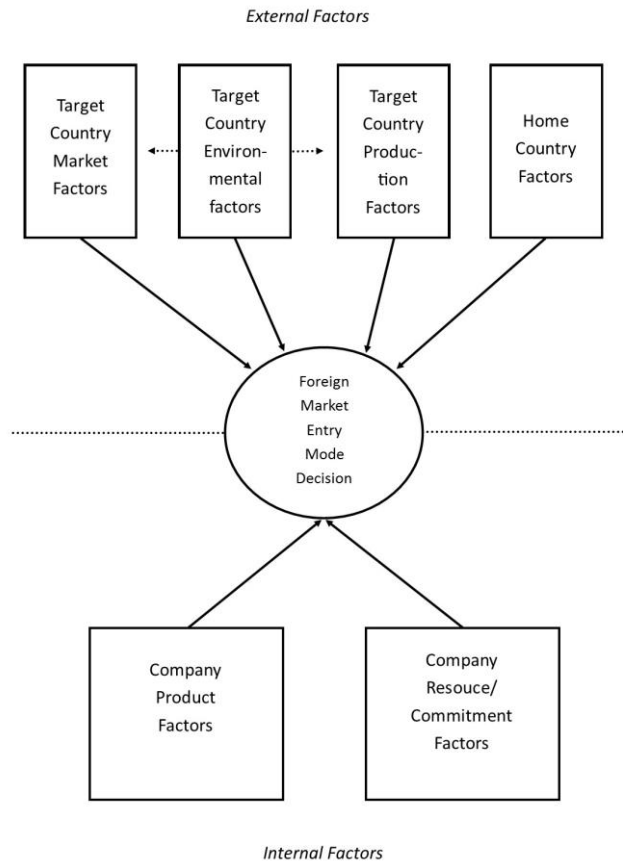 External Factors
Target
Country
Market
Factors
Target
Country
Environ-
mental
factors
Target
Country
Produc-
tion
Factors
Home
Country
Factors
Foreign
Market
Entry
Mode
Decision
Company
Product
Factors
Company
Resouce/
Commitment
Factors
Internal Factors